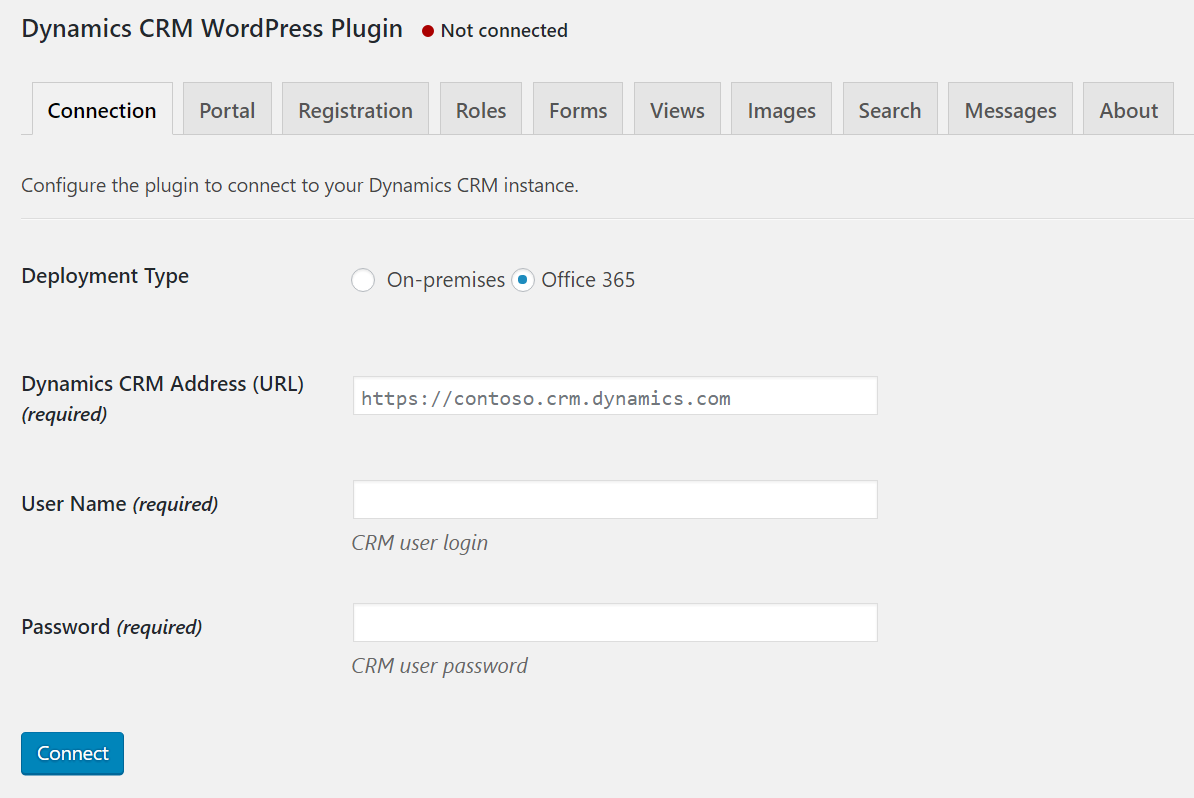 Dynamics CRM WordPress Plugin Not connected
Connection Portal Registration Roles Forms Views Images Search Messages About
Configure the plugin to connect to your Dynamics CRM instance.
Deployment Type On-premises Office 365
Dynamics CRM Address (URL)
(required)
https://contoso.crm.dynamics.com
User Name (required)
CRM user login
Password (required)
CRM user password
Connect